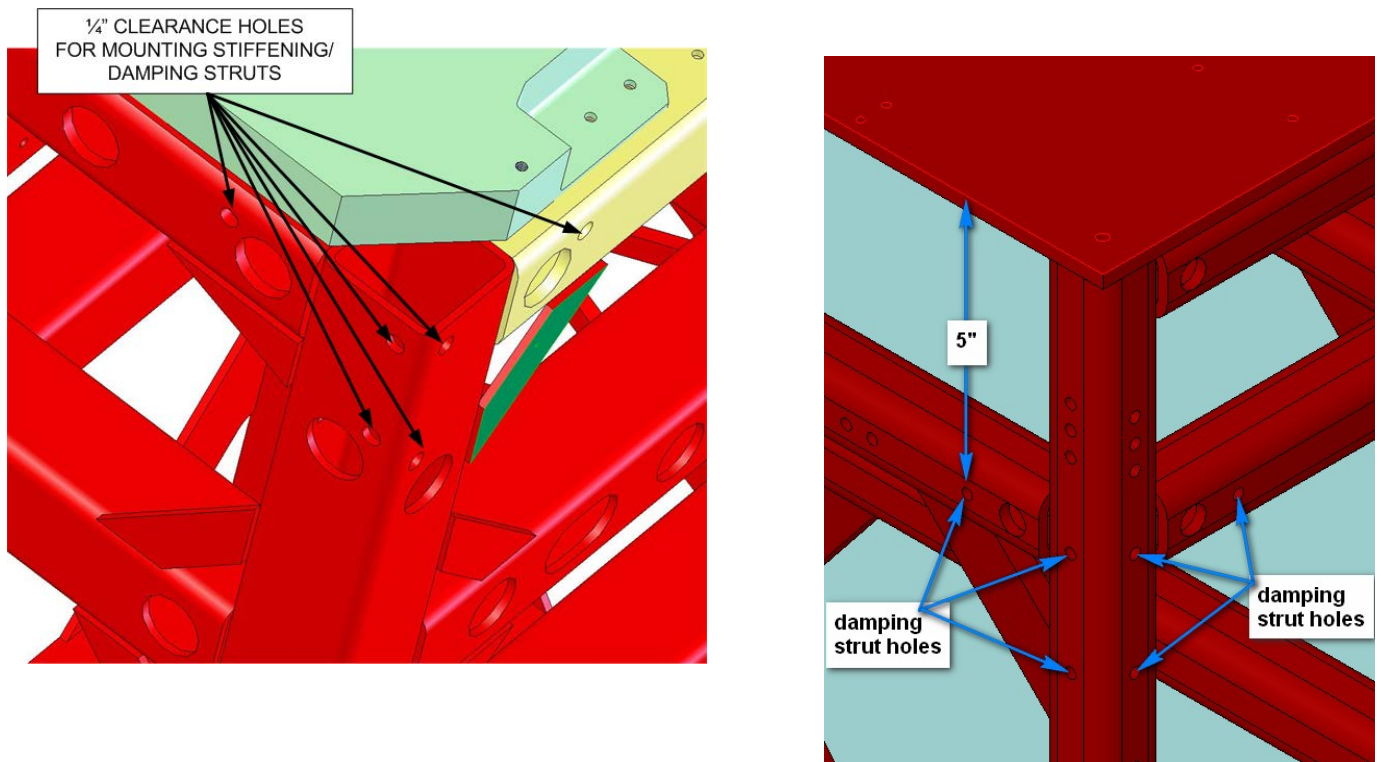 ¼” CLEARANCE HOLES
FOR MOUNTING STIFFENING/
DAMPING STRUTS
5"
damping
strut holes
damping
strut holes